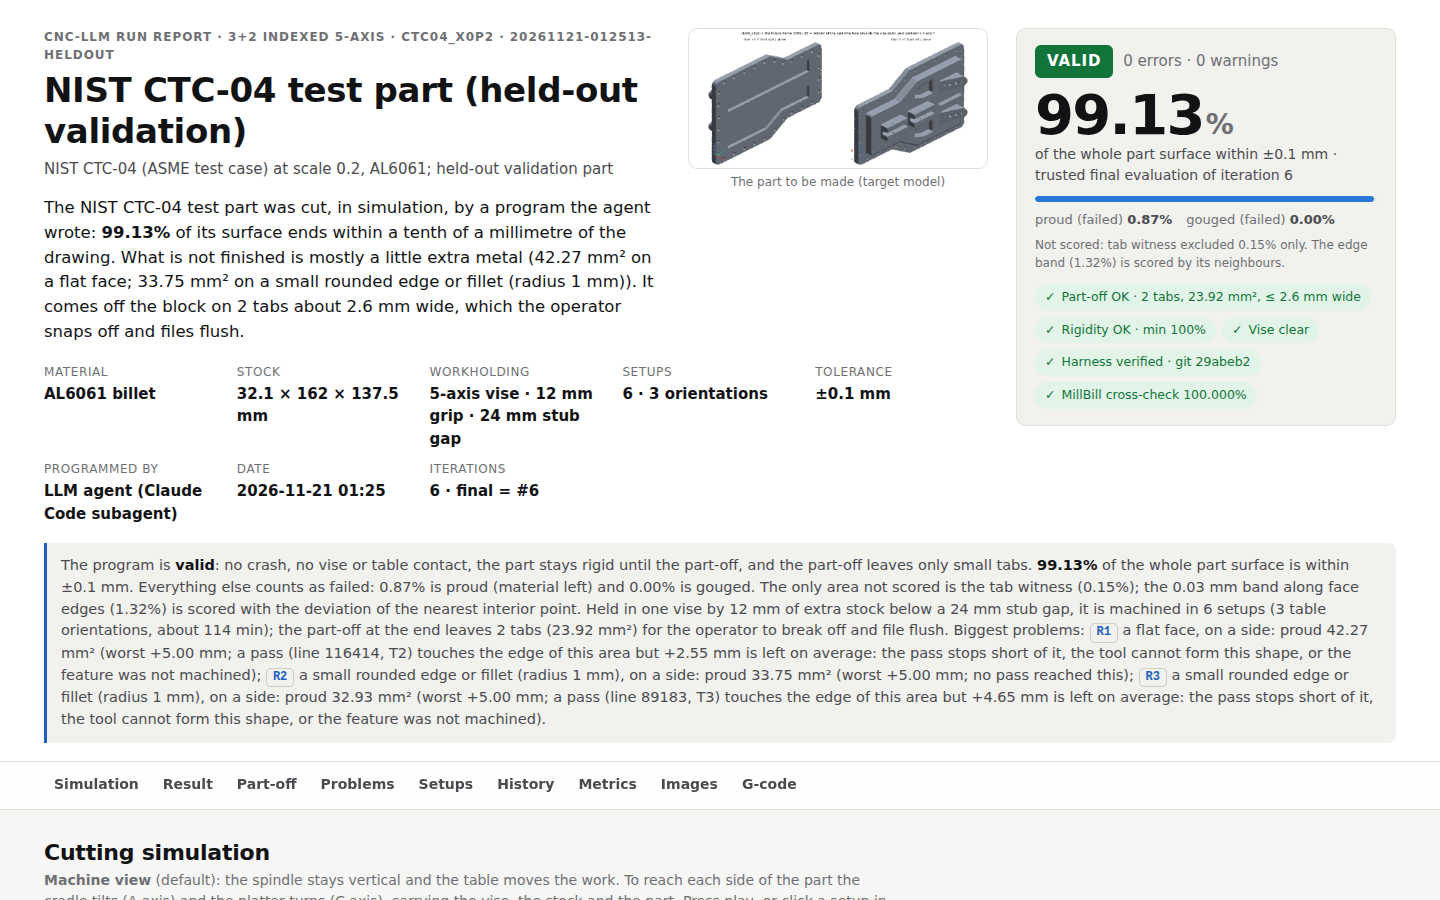 CNC-LLM RUN REPORT · 3+2 INDEXED 5-AXIS · CTC04_X0P2 · 20261121-012513-
HELDOUT
NIST CTC-04 test part (held-out
validation)
NIST CTC-04 (ASME test case) at scale 0.2, AL6061; held-out validation part
The NIST CTC-04 test part was cut, in simulation, by a program the agent
wrote: 99.13% of its surface ends within a tenth of a millimetre of the
drawing. What is not finished is mostly a little extra metal (42.27 mm² on
a flat face; 33.75 mm² on a small rounded edge or fillet (radius 1 mm)). It
comes off the block on 2 tabs about 2.6 mm wide, which the operator
snaps off and files flush.
The part to be made (target model)
VALID 0 errors · 0 warnings
99.13%
of the whole part surface within ±0.1 mm ·
trusted final evaluation of iteration 6
proud (failed) 0.87% gouged (failed) 0.00%
Not scored: tab witness excluded 0.15% only. The edge
band (1.32%) is scored by its neighbours.
✓ Part-off OK · 2 tabs, 23.92 mm², ≤ 2.6 mm wide
✓ Rigidity OK · min 100% ✓ Vise clear
✓ Harness verified · git 29abeb2
✓ MillBill cross-check 100.000%
MATERIAL STOCK WORKHOLDING SETUPS TOLERANCE
AL6061 billet 32.1 × 162 × 137.5 5-axis vise · 12 mm 6 · 3 orientations ±0.1 mm
mm grip · 24 mm stub
gap
PROGRAMMED BY DATE ITERATIONS
LLM agent (Claude 2026-11-21 01:25 6 · final = #6
Code subagent)
The program is valid: no crash, no vise or table contact, the part stays rigid until the part-off, and the part-off leaves only small tabs. 99.13% of the whole part surface is within
±0.1 mm. Everything else counts as failed: 0.87% is proud (material left) and 0.00% is gouged. The only area not scored is the tab witness (0.15%); the 0.03 mm band along face
edges (1.32%) is scored with the deviation of the nearest interior point. Held in one vise by 12 mm of extra stock below a 24 mm stub gap, it is machined in 6 setups (3 table
orientations, about 114 min); the part-off at the end leaves 2 tabs (23.92 mm²) for the operator to break off and file flush. Biggest problems: R1 a flat face, on a side: proud 42.27
mm² (worst +5.00 mm; a pass (line 116414, T2) touches the edge of this area but +2.55 mm is left on average: the pass stops short of it, the tool cannot form this shape, or the
feature was not machined); R2 a small rounded edge or fillet (radius 1 mm), on a side: proud 33.75 mm² (worst +5.00 mm; no pass reached this); R3 a small rounded edge or
fillet (radius 1 mm), on a side: proud 32.93 mm² (worst +5.00 mm; a pass (line 89183, T3) touches the edge of this area but +4.65 mm is left on average: the pass stops short of it,
the tool cannot form this shape, or the feature was not machined).
Simulation Result Part-off Problems Setups History Metrics Images G-code
Cutting simulation
Machine view (default): the spindle stays vertical and the table moves the work. To reach each side of the part the